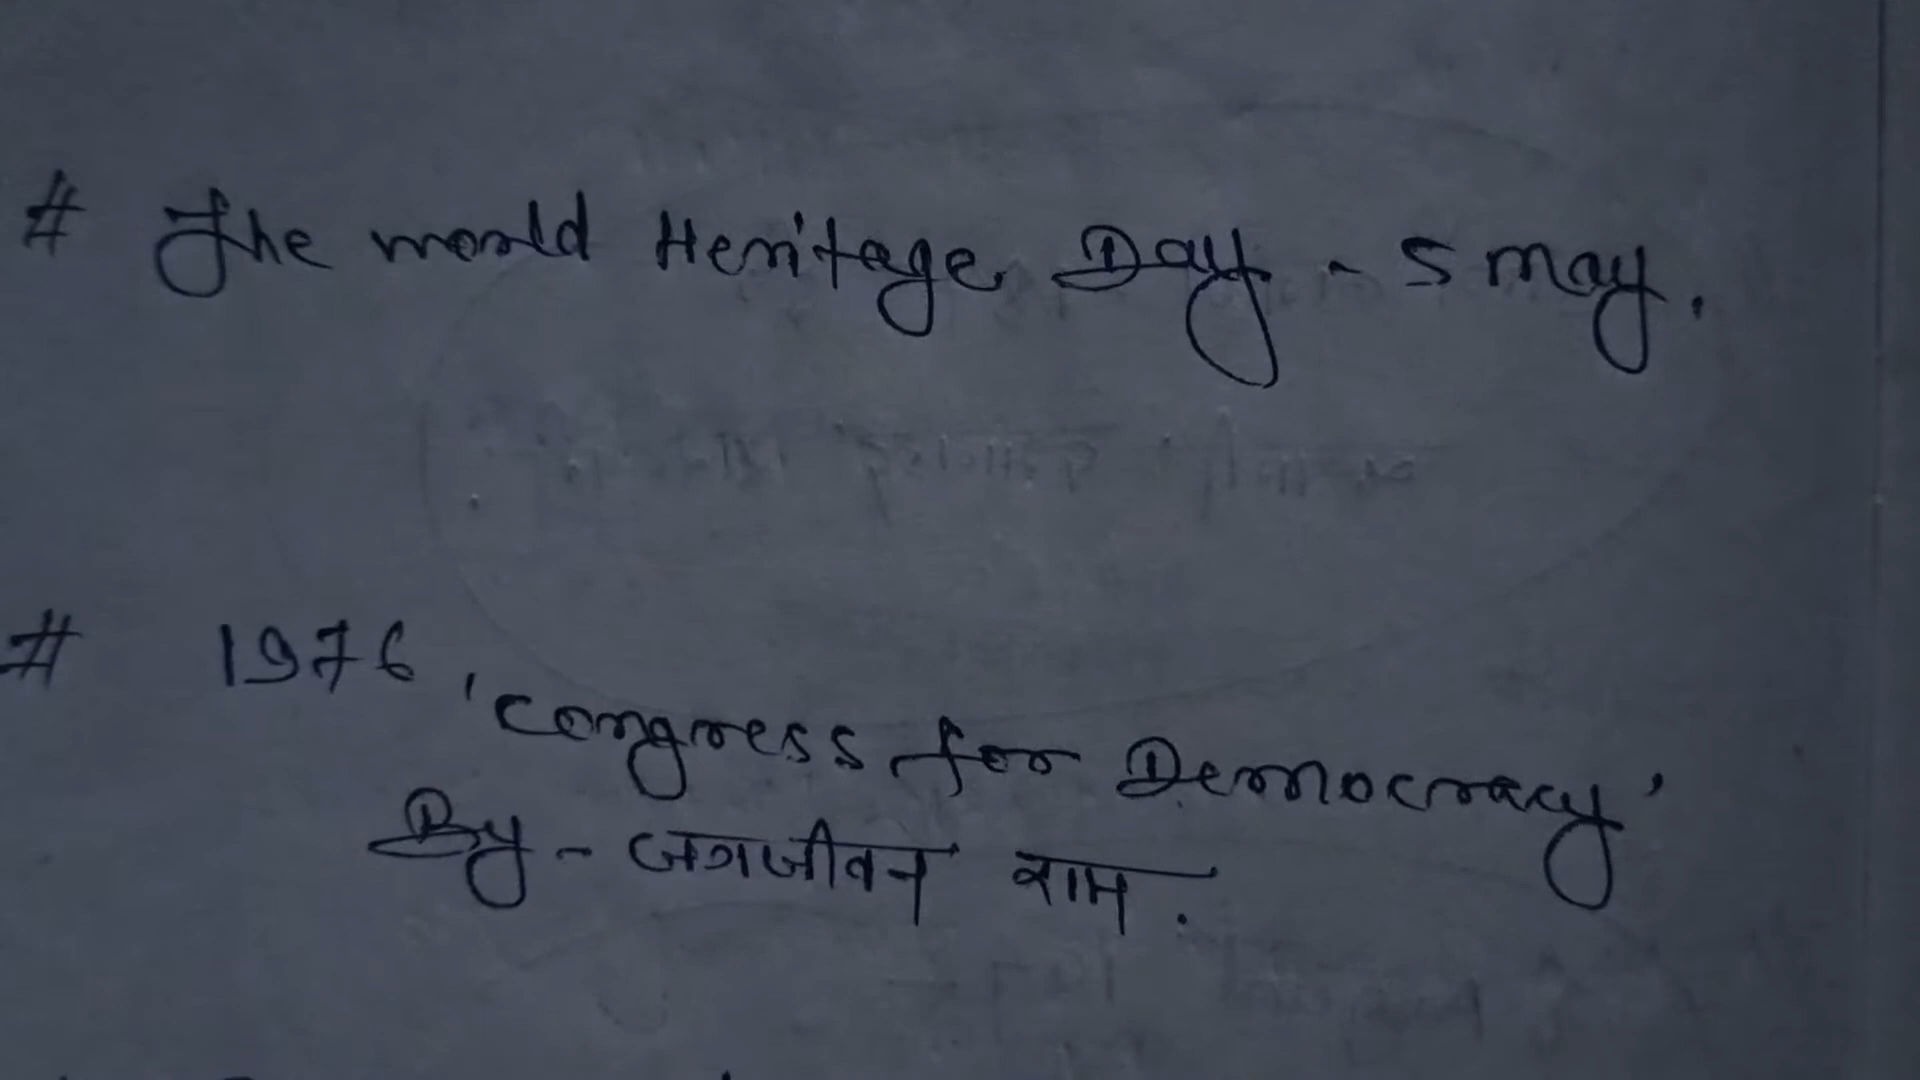 # The world Heritage Day - 5 may.
# 1976, 'Congress for Democracy'
By - जगजीवन राम.